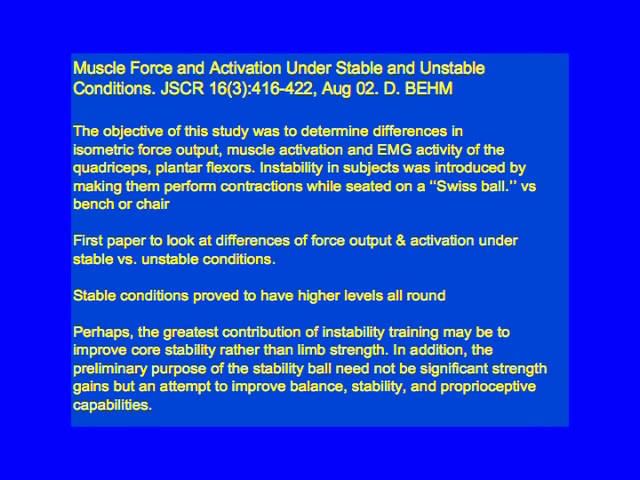 Muscle Force and Activation Under Stable and Unstable
Conditions. JSCR 16(3):416-422, Aug 02. D. BEHM
The objective of this study was to determine differences in
isometric force output, muscle activation and EMG activity of the
quadriceps, plantar flexors. Instability in subjects was introduced by
making them perform contractions while seated on a ‘‘Swiss ball.’’ vs
bench or chair
First paper to look at differences of force output & activation under
stable vs. unstable conditions.
Stable conditions proved to have higher levels all round
Perhaps, the greatest contribution of instability training may be to
improve core stability rather than limb strength. In addition, the
preliminary purpose of the stability ball need not be significant strength
gains but an attempt to improve balance, stability, and proprioceptive
capabilities.